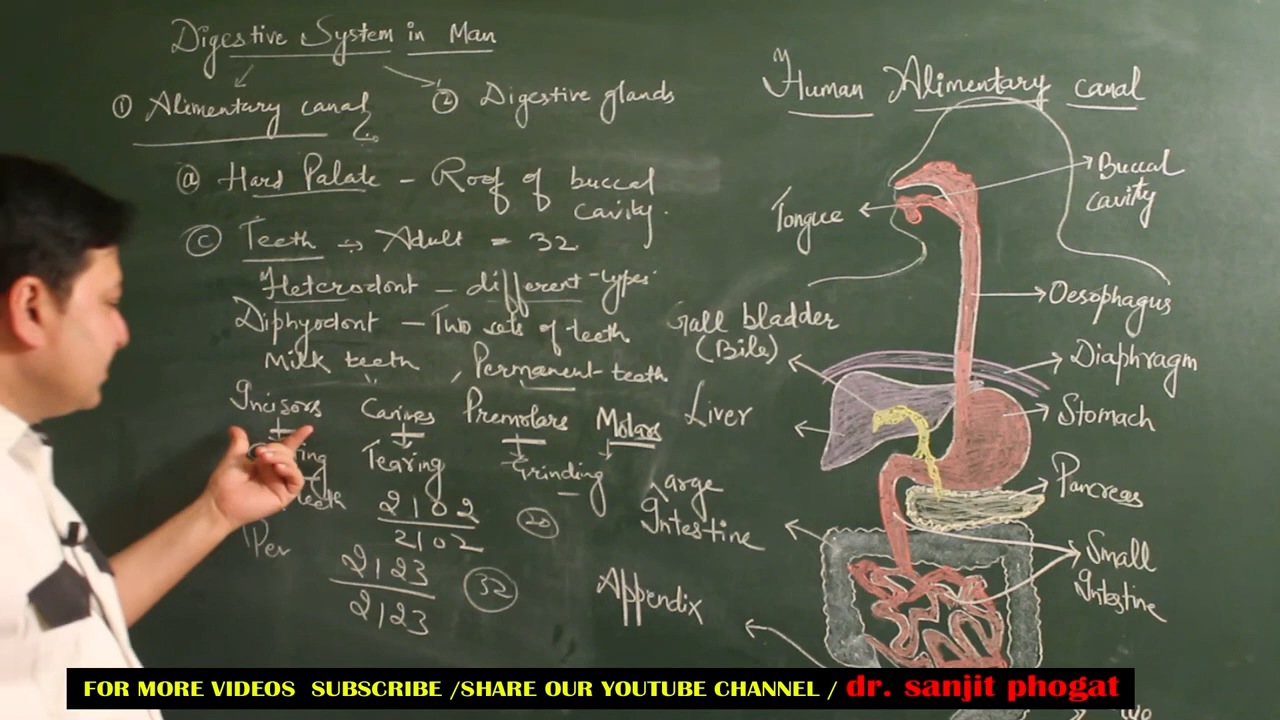 Digestive System in Man
① Alimentary canal
② Digestive glands
ⓐ Hard Palate - Roof of buccal
cavity.
ⓒ Teeth → Adult = 32
Hetrodont - different types
Diphyodont - Two sets of teeth
Milk teeth, Permanent teeth
Incisors Canines Premolars Molars
Tearing Grinding
teeth
2102
2102
20
Per
2123
2123
32
Human Alimentary canal
Buccal
cavity
Tongue
Oesophagus
Gall bladder
(Bile)
Diaphragm
Liver
Stomach
Pancreas
Large
Intestine
Small
Intestine
Appendix
FOR MORE VIDEOS SUBSCRIBE /SHARE OUR YOUTUBE CHANNEL / dr. sanjit phogat